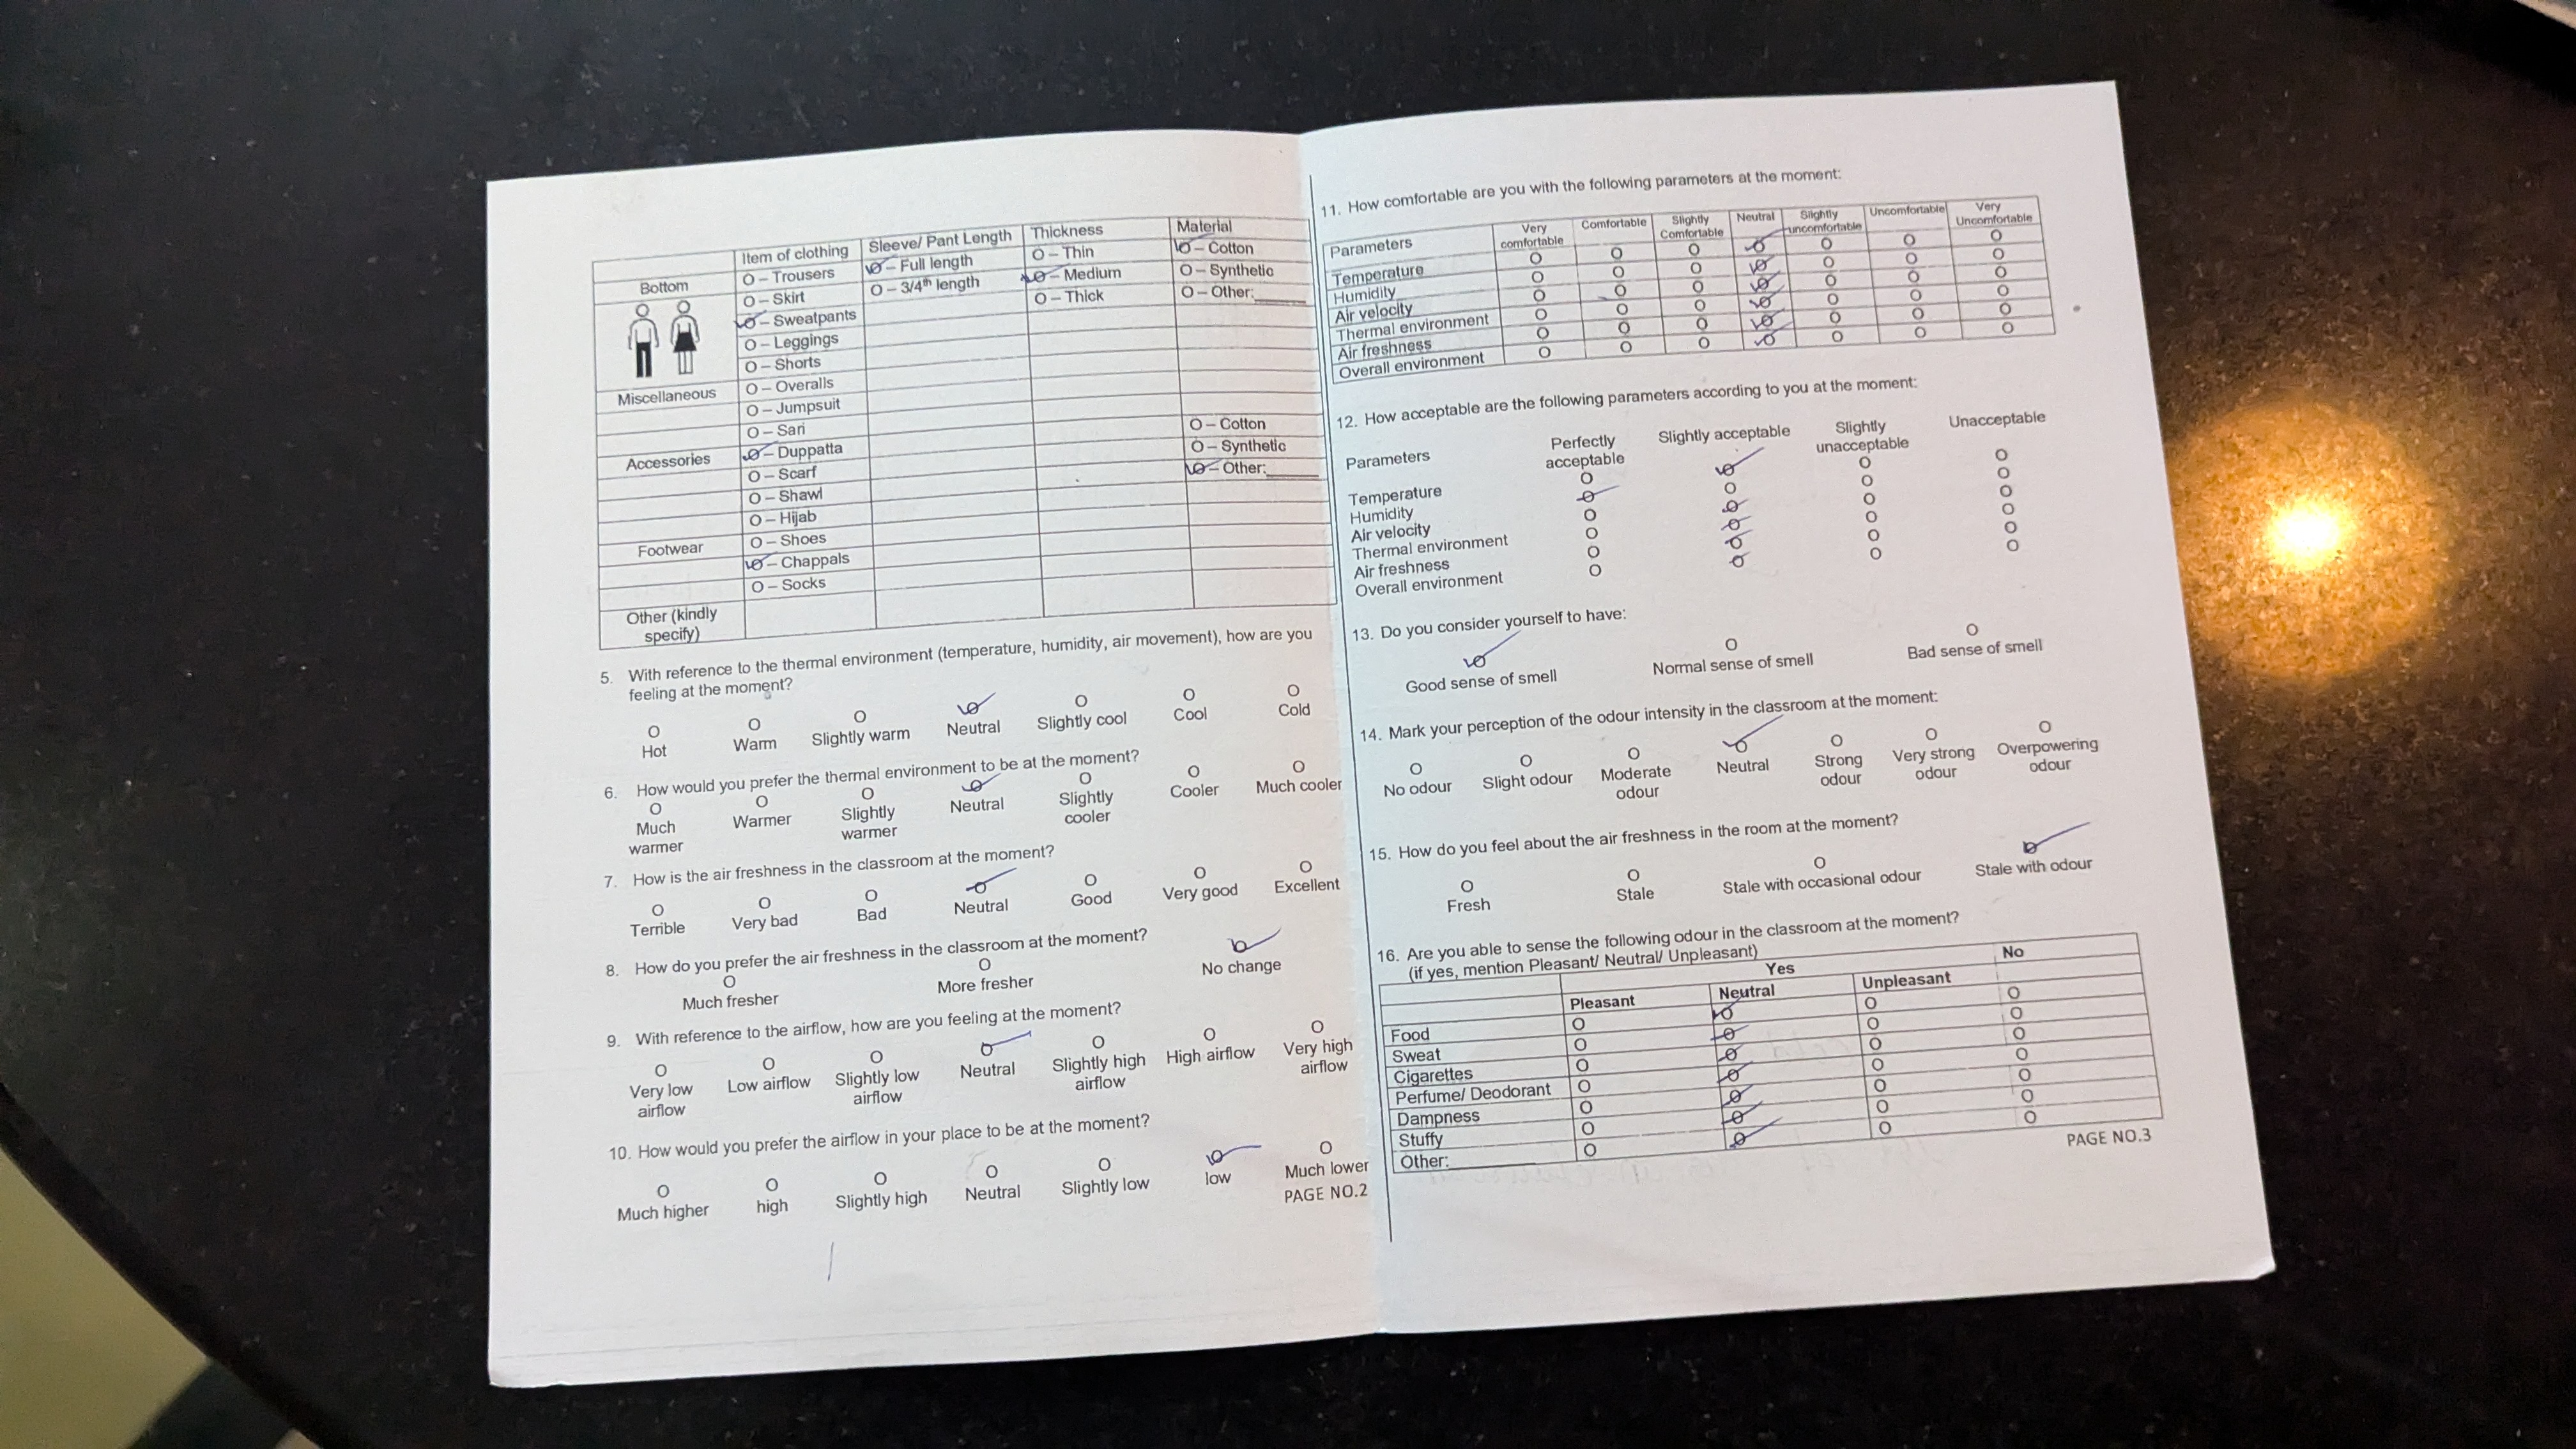 Item of clothing Sleeve/ Pant Length Thickness Material
Bottom O – Trousers O – Full length O – Thin O – Cotton
O – Skirt O – 3/4th length O – Medium O – Synthetic
O – Sweatpants O – Thick O – Other:______
O – Leggings
O – Shorts
Miscellaneous O – Overalls
O – Jumpsuit
O – Sari
Accessories O – Duppatta O – Cotton
O – Scarf O – Synthetic
O – Shawl O – Other:______
O – Hijab
Footwear O – Shoes
O – Chappals
O – Socks
Other (kindly
specify)
5. With reference to the thermal environment (temperature, humidity, air movement), how are you
feeling at the moment?
O O O O O O O
Hot Warm Slightly warm Neutral Slightly cool Cool Cold
6. How would you prefer the thermal environment to be at the moment?
O O O O O O O
Much Warmer Slightly Neutral Slightly Cooler Much cooler
warmer warmer cooler
7. How is the air freshness in the classroom at the moment?
O O O O O O O
Terrible Very bad Bad Neutral Good Very good Excellent
8. How do you prefer the air freshness in the classroom at the moment?
O O O
Much fresher More fresher No change
9. With reference to the airflow, how are you feeling at the moment?
O O O O O O O
Very low Low airflow Slightly low Neutral Slightly high High airflow Very high
airflow airflow airflow airflow
10. How would you prefer the airflow in your place to be at the moment?
O O O O O O O
Much higher high Slightly high Neutral Slightly low low Much lower
PAGE NO.2
11. How comfortable are you with the following parameters at the moment:
Parameters Very Comfortable Slightly Neutral Slightly Uncomfortable Very
comfortable Comfortable uncomfortable Uncomfortable
Temperature O O O O O O O
Humidity O O O O O O O
Air velocity O O O O O O O
Thermal environment O O O O O O O
Air freshness O O O O O O O
Overall environment O O O O O O O
12. How acceptable are the following parameters according to you at the moment:
Parameters Perfectly Slightly acceptable Slightly Unacceptable
acceptable unacceptable
Temperature O O O O
Humidity O O O O
Air velocity O O O O
Thermal environment O O O O
Air freshness O O O O
Overall environment O O O O
13. Do you consider yourself to have:
O O O
Good sense of smell Normal sense of smell Bad sense of smell
14. Mark your perception of the odour intensity in the classroom at the moment:
O O O O O O O
No odour Slight odour Moderate Neutral Strong Very strong Overpowering
odour odour odour odour
15. How do you feel about the air freshness in the room at the moment?
O O O O
Fresh Stale Stale with occasional odour Stale with odour
16. Are you able to sense the following odour in the classroom at the moment?
(if yes, mention Pleasant/ Neutral/ Unpleasant)
Yes No
Pleasant Neutral Unpleasant
Food O O O O
Sweat O O O O
Cigarettes O O O O
Perfume/ Deodorant O O O O
Dampness O O O O
Stuffy O O O O
Other:__________ O O O O
PAGE NO.3